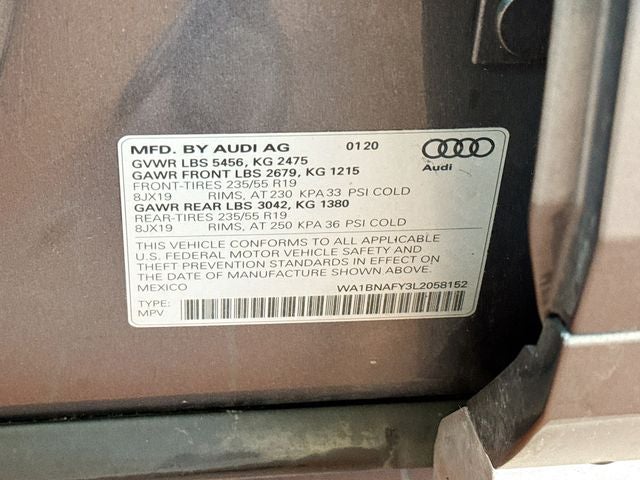 MFD. BY AUDI AG 01 20
GVWR LBS 5456, KG 2475
GAWR FRONT LBS 2679, KG 1215
FRONT-TIRES 235/55 R19
8JX19 RIMS, AT 230 KPA 33 PSI COLD
GAWR REAR LBS 3042, KG 1380
REAR-TIRES 235/55 R19
8JX19 RIMS, AT 250 KPA 36 PSI COLD
Audi
THIS VEHICLE CONFORMS TO ALL APPLICABLE
U.S. FEDERAL MOTOR VEHICLE SAFETY AND
THEFT PREVENTION STANDARDS IN EFFECT ON
THE DATE OF MANUFACTURE SHOWN ABOVE.
MEXICO WA1BNAFY3L2058152
TYPE:
MPV